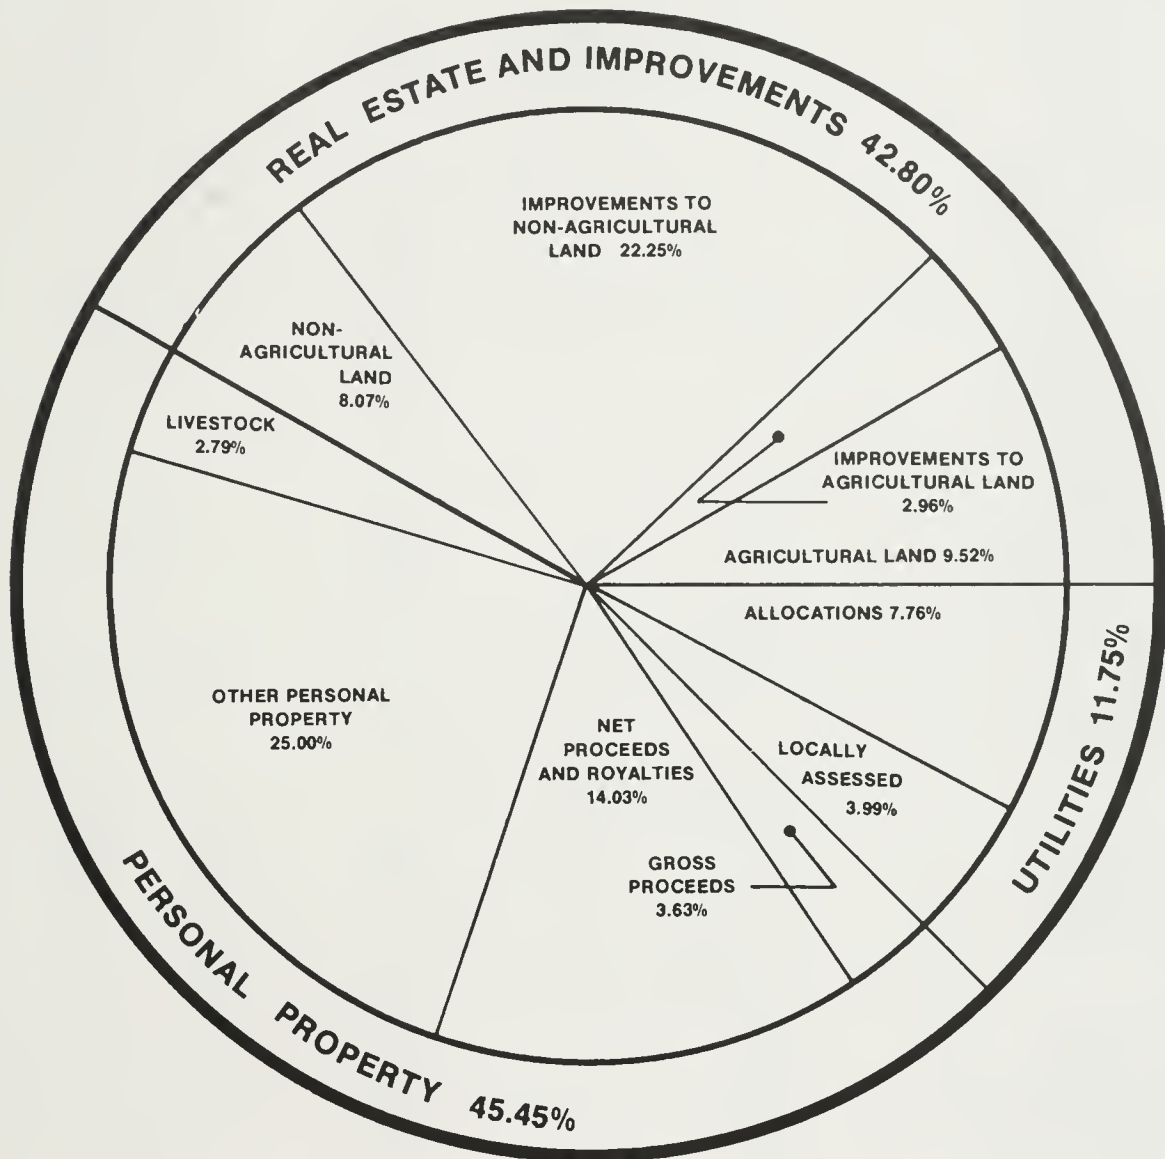 REAL ESTATE AND IMPROVEMENTS 42.80%
IMPROVEMENTS TO
NON-AGRICULTURAL
LAND 22.25%
NON-
AGRICULTURAL
LAND
8.07%
LIVESTOCK
2.79%
IMPROVEMENTS TO
AGRICULTURAL LAND
2.96%
AGRICULTURAL LAND 9.52%
ALLOCATIONS 7.76%
UTILITIES 11.75%
LOCALLY
ASSESSED
3.99%
OTHER PERSONAL
PROPERTY
25.00%
NET
PROCEEDS
AND ROYALTIES
14.03%
GROSS
PROCEEDS
3.63%
PERSONAL PROPERTY 45.45%